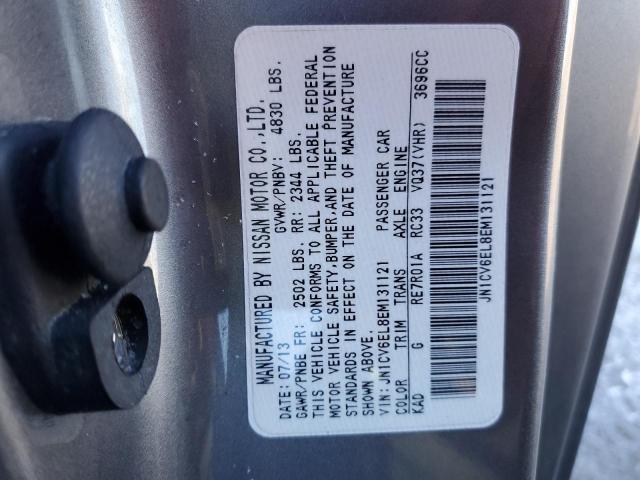 MANUFACTURED BY NISSAN MOTOR CO.,LTD.
DATE: 07/13 GVWR/PNBV: 4830 LBS.
GAWR/PNBE FR: 2502 LBS. RR: 2344 LBS.
THIS VEHICLE CONFORMS TO ALL APPLICABLE FEDERAL
MOTOR VEHICLE SAFETY,BUMPER,AND THEFT PREVENTION
STANDARDS IN EFFECT ON THE DATE OF MANUFACTURE
SHOWN ABOVE.
VIN: JN1CV6EL8EM131121 PASSENGER CAR
COLOR TRIM TRANS AXLE ENGINE
KAD G RE7R01A RC33 VQ37(VHR) 3696CC
JN1CV6EL8EM131121